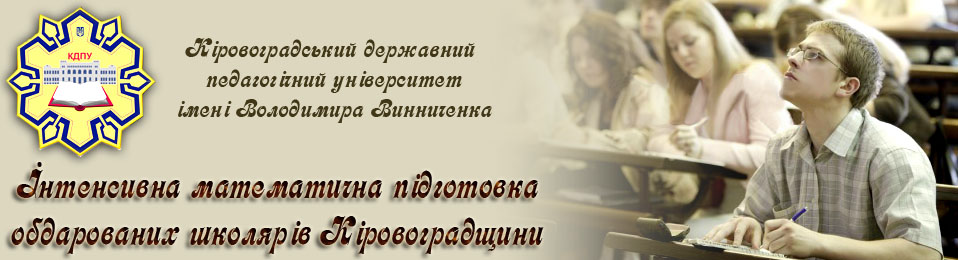 КДПУ
Кіровоградський державний
педагогічний університет
імені Володимира Винниченка
Інтенсивна математична підготовка
обдарованих школярів Кіровоградщини